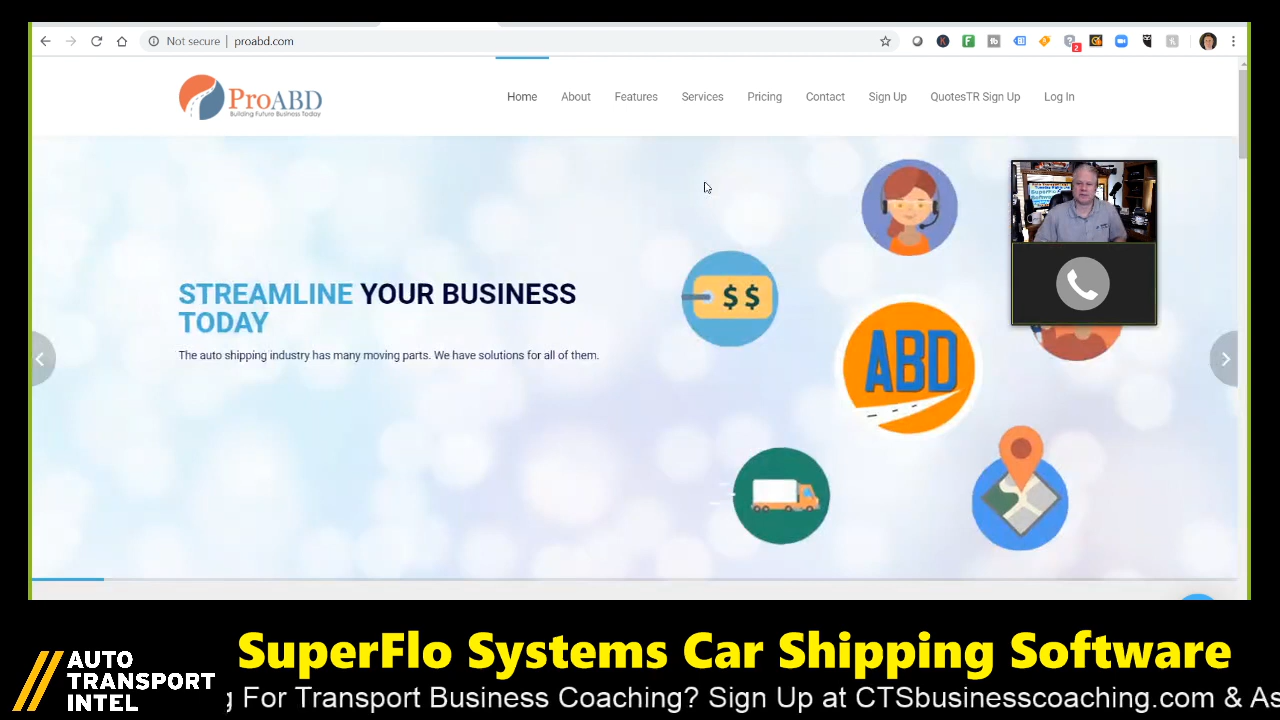 Not secure | proabd.com
2
ProABD
Building Future Business Today
Home About Features Services Pricing Contact Sign Up QuotesTR Sign Up Log In
STREAMLINE YOUR BUSINESS
TODAY
The auto shipping industry has many moving parts. We have solutions for all of them.
$ $
ABD
SuperFlo Systems Car Shipping Software
AUTO
TRANSPORT
INTEL
g For Transport Business Coaching? Sign Up at CTSbusinesscoaching.com & As